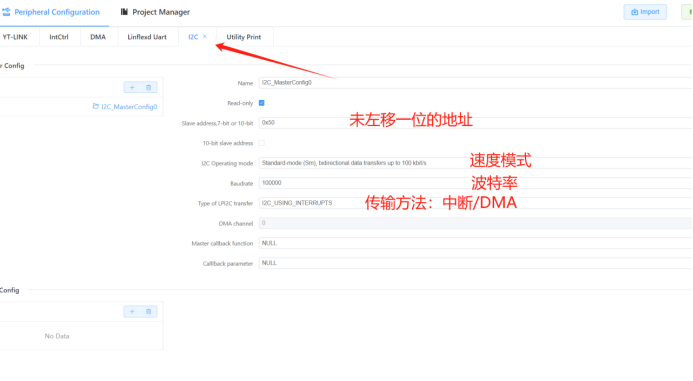 Peripheral Configuration
Project Manager
Import
YT-LINK
IntCtrl
DMA
Linflexd Uart
I2C ×
Utility Print
r Config
I2C_MasterConfig0
Name
I2C_MasterConfig0
Read-only
Slave address,7-bit or 10-bit
0x50
未左移一位的地址
10-bit slave address
I2C Operating mode
Standard-mode (Sm), bidirectional data transfers up to 100 kbit/s
速度模式
Baudrate
100000
波特率
Type of LPI2C transfer
I2C_USING_INTERRUPTS
传输方法：中断/DMA
DMA channel
0
Master callback function
NULL
Callback parameter
NULL
Config
No Data